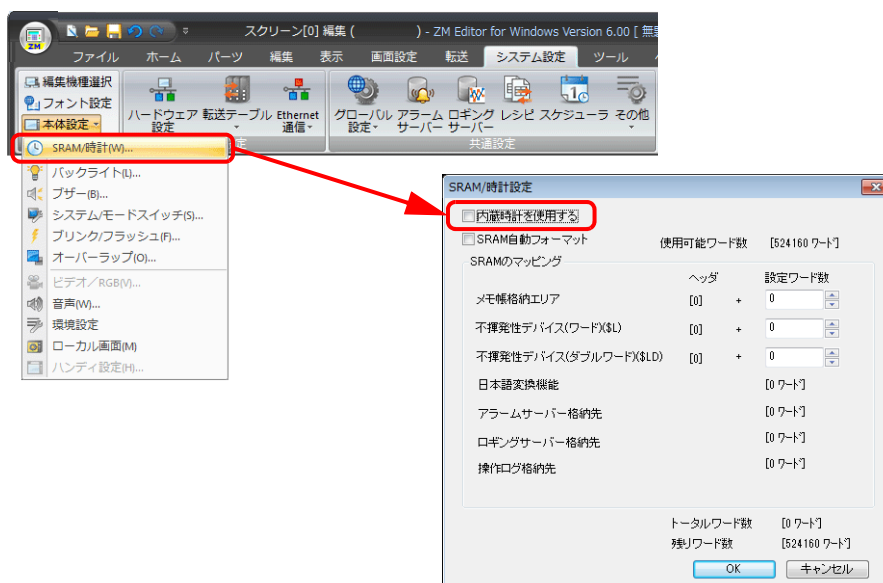 スクリーン[0] 編集 ( ) - ZM Editor for Windows Version 6.00 [
ZM
ファイル ホーム パーツ 編集 表示 画面設定 転送 システム設定 ツール
編集機種選択
フォント設定
本体設定
ハードウェア設定
転送テーブル
Ethernet通信
グローバル設定
アラームサーバー
ロギングサーバー
レシピ
スケジューラ
その他
定
共通設定
SRAM/時計(W)...
バックライト(L)...
ブザー(B)...
システム/モードスイッチ(S)...
ブリンク/フラッシュ(F)...
オーバーラップ(O)...
ビデオ/RGB(V)...
音声(W)...
環境設定
ローカル画面(M)
ハンディ設定(H)...
SRAM/時計設定
内蔵時計を使用する
SRAM自動フォーマット 使用可能ワード数 [524160 ワード]
SRAMのマッピング
ヘッダ 設定ワード数
メモ帳格納エリア [0] + 0
不揮発性デバイス(ワード)($L) [0] + 0
不揮発性デバイス(ダブルワード)($LD) [0] + 0
日本語変換機能 [0 ワード]
アラームサーバー格納先 [0 ワード]
ロギングサーバー格納先 [0 ワード]
操作ログ格納先 [0 ワード]
トータルワード数 [0 ワード]
残りワード数 [524160 ワード]
OK キャンセル